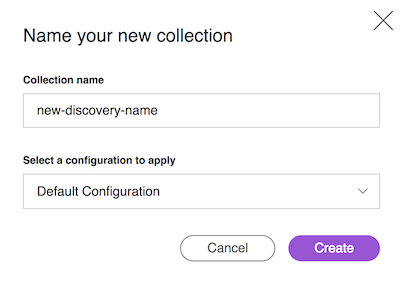 Name your new collection
Collection name
new-discovery-name
Select a configuration to apply
Default Configuration
Cancel
Create